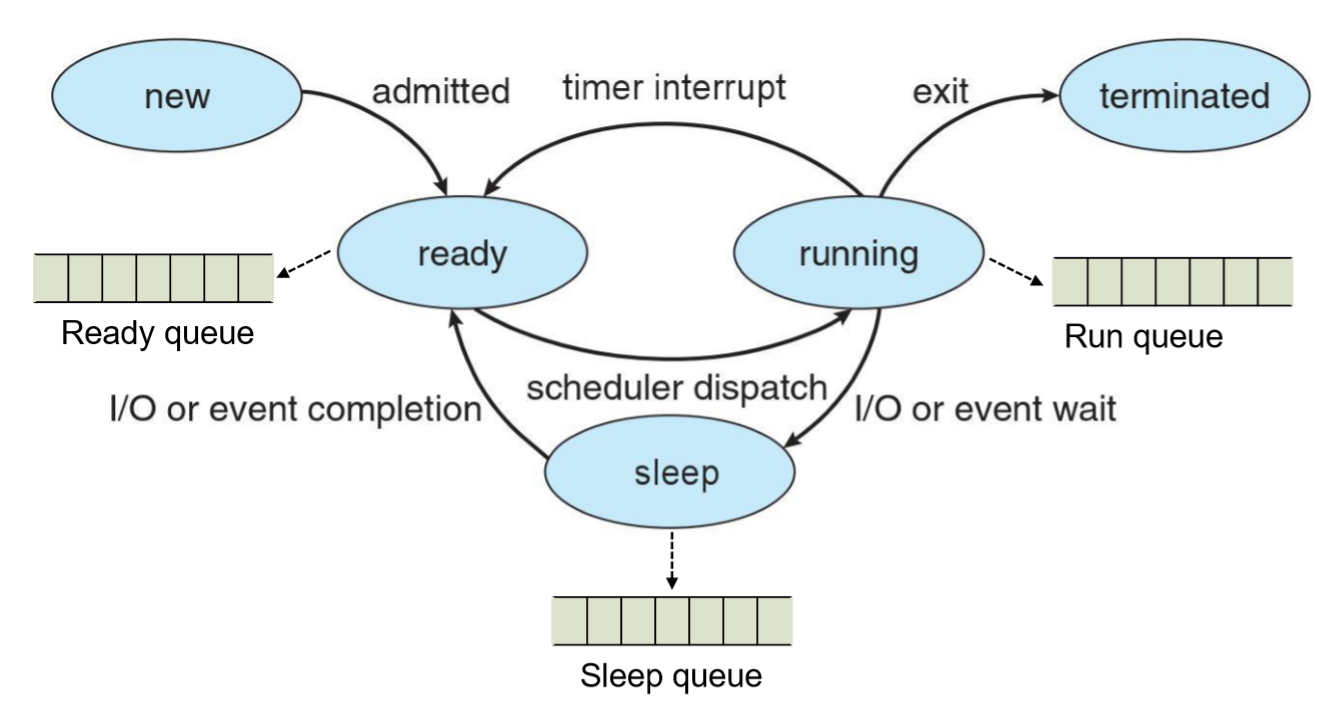 new
admitted
timer interrupt
exit
terminated
ready
running
Ready queue
Run queue
scheduler dispatch
I/O or event completion
I/O or event wait
sleep
Sleep queue